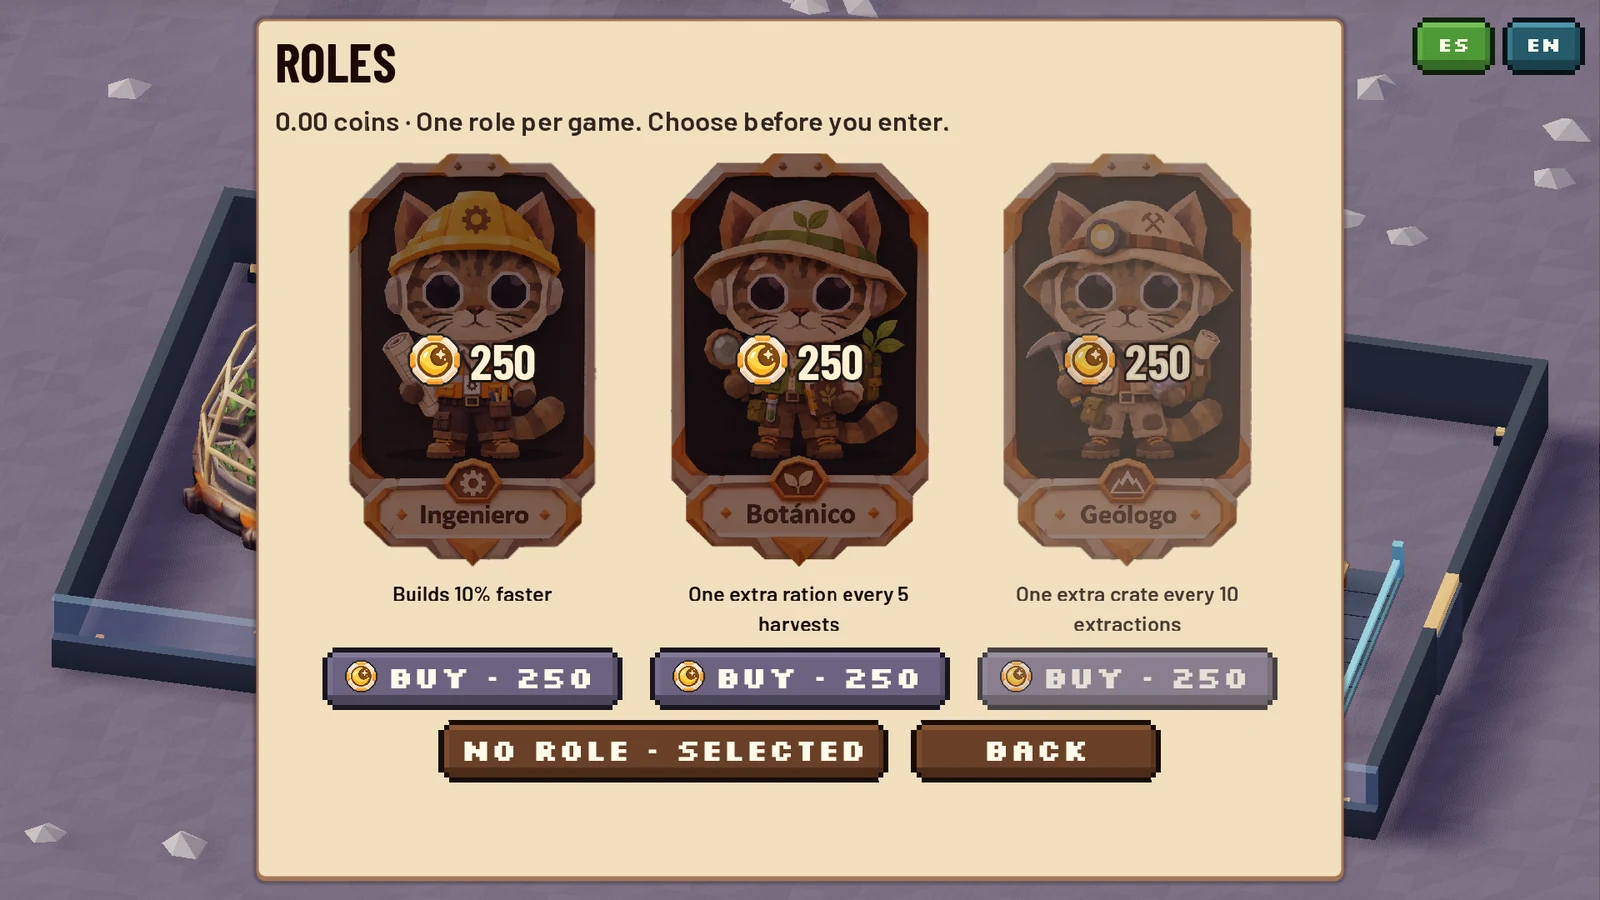 ROLES
0.00 coins · One role per game. Choose before you enter.
ES
EN
250
250
250
Ingeniero
Botánico
Geólogo
Builds 10% faster
One extra ration every 5
harvests
One extra crate every 10
extractions
BUY - 250
BUY - 250
BUY - 250
NO ROLE - SELECTED
BACK